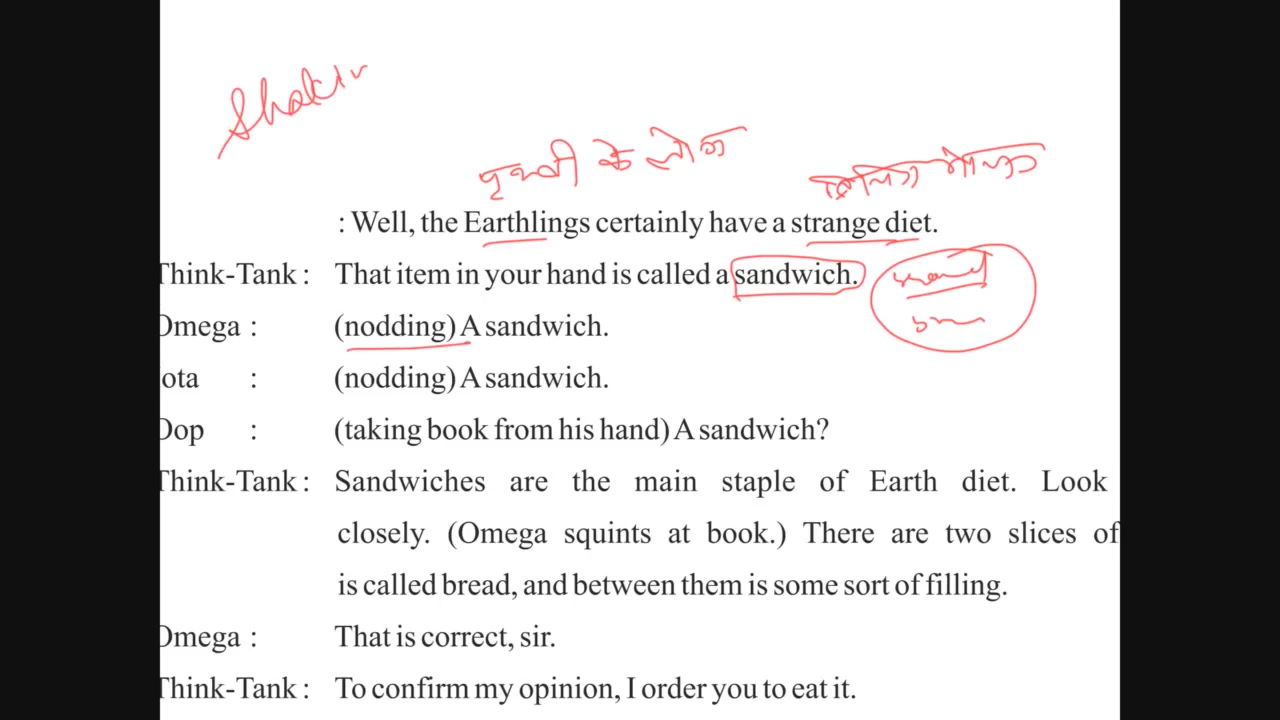 पृथ्वी के लोग
: Well, the Earthlings certainly have a strange diet.
Think-Tank : That item in your hand is called a sandwich.
Omega : (nodding) A sandwich.
ota : (nodding) A sandwich.
Oop : (taking book from his hand) A sandwich?
Think-Tank : Sandwiches are the main staple of Earth diet. Look
closely. (Omega squints at book.) There are two slices of
is called bread, and between them is some sort of filling.
Omega : That is correct, sir.
Think-Tank : To confirm my opinion, I order you to eat it.